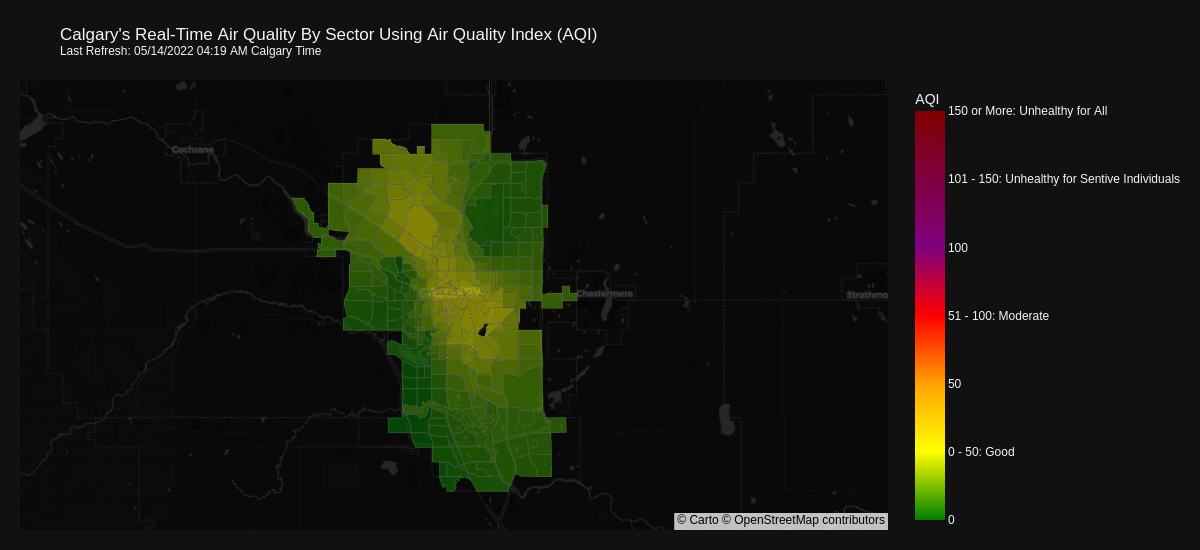 Calgary's Real-Time Air Quality By Sector Using Air Quality Index (AQI)
Last Refresh: 05/14/2022 04:19 AM Calgary Time
AQI
150 or More: Unhealthy for All
Cochrane
101 - 150: Unhealthy for Sentive Individuals
100
Chestermere
Strathmo
51 - 100: Moderate
50
0 - 50: Good
0
© Carto © OpenStreetMap contributors